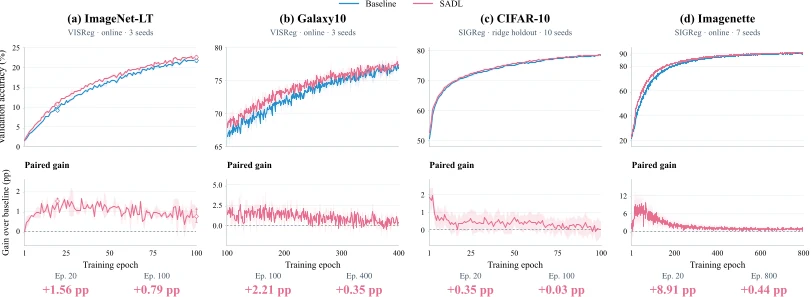 Baseline SADL
(a) ImageNet-LT
VISReg · online · 3 seeds
(b) Galaxy10
VISReg · online · 3 seeds
(c) CIFAR-10
SIGReg · ridge holdout · 10 seeds
(d) Imagenette
SIGReg · online · 7 seeds
Validation accuracy (%)
25
20
15
10
5
0
1 25 50 75 100
80
75
70
65
100 200 300 400
80
70
60
50
1 25 50 75 100
90
80
60
40
20
1 200 400 600 800
Paired gain
Paired gain
Paired gain
Paired gain
Gain over baseline (pp)
2
1
0
1 25 50 75 100
5.0
2.5
0.0
100 200 300 400
2
1
0
1 25 50 75 100
12
6
0
1 200 400 600 800
Training epoch
Training epoch
Training epoch
Training epoch
Ep. 20 Ep. 100
+1.56 pp +0.79 pp
Ep. 100 Ep. 400
+2.21 pp +0.35 pp
Ep. 20 Ep. 100
+0.35 pp +0.03 pp
Ep. 20 Ep. 800
+8.91 pp +0.44 pp